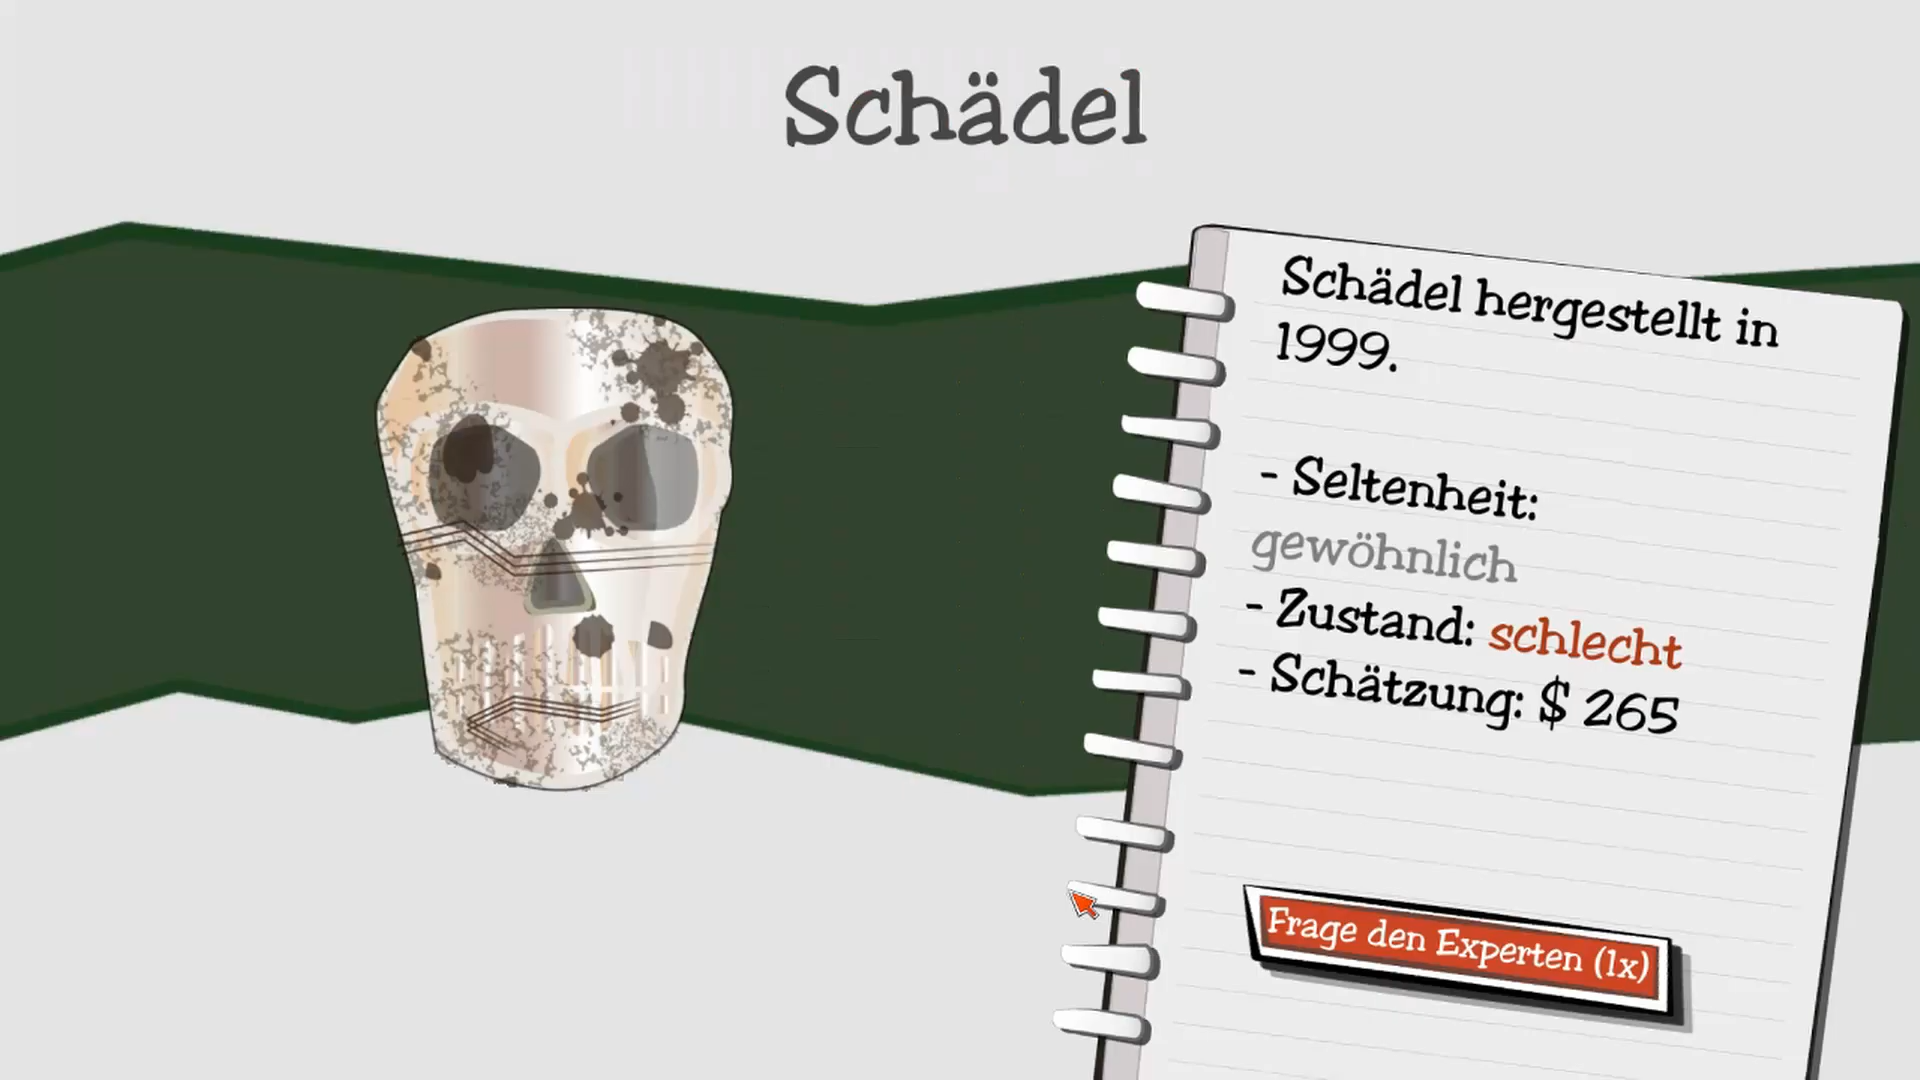 Schädel
Schädel hergestellt in
1999.
- Seltenheit:
gewöhnlich
- Zustand: schlecht
- Schätzung: $ 265
Frage den Experten (1x)